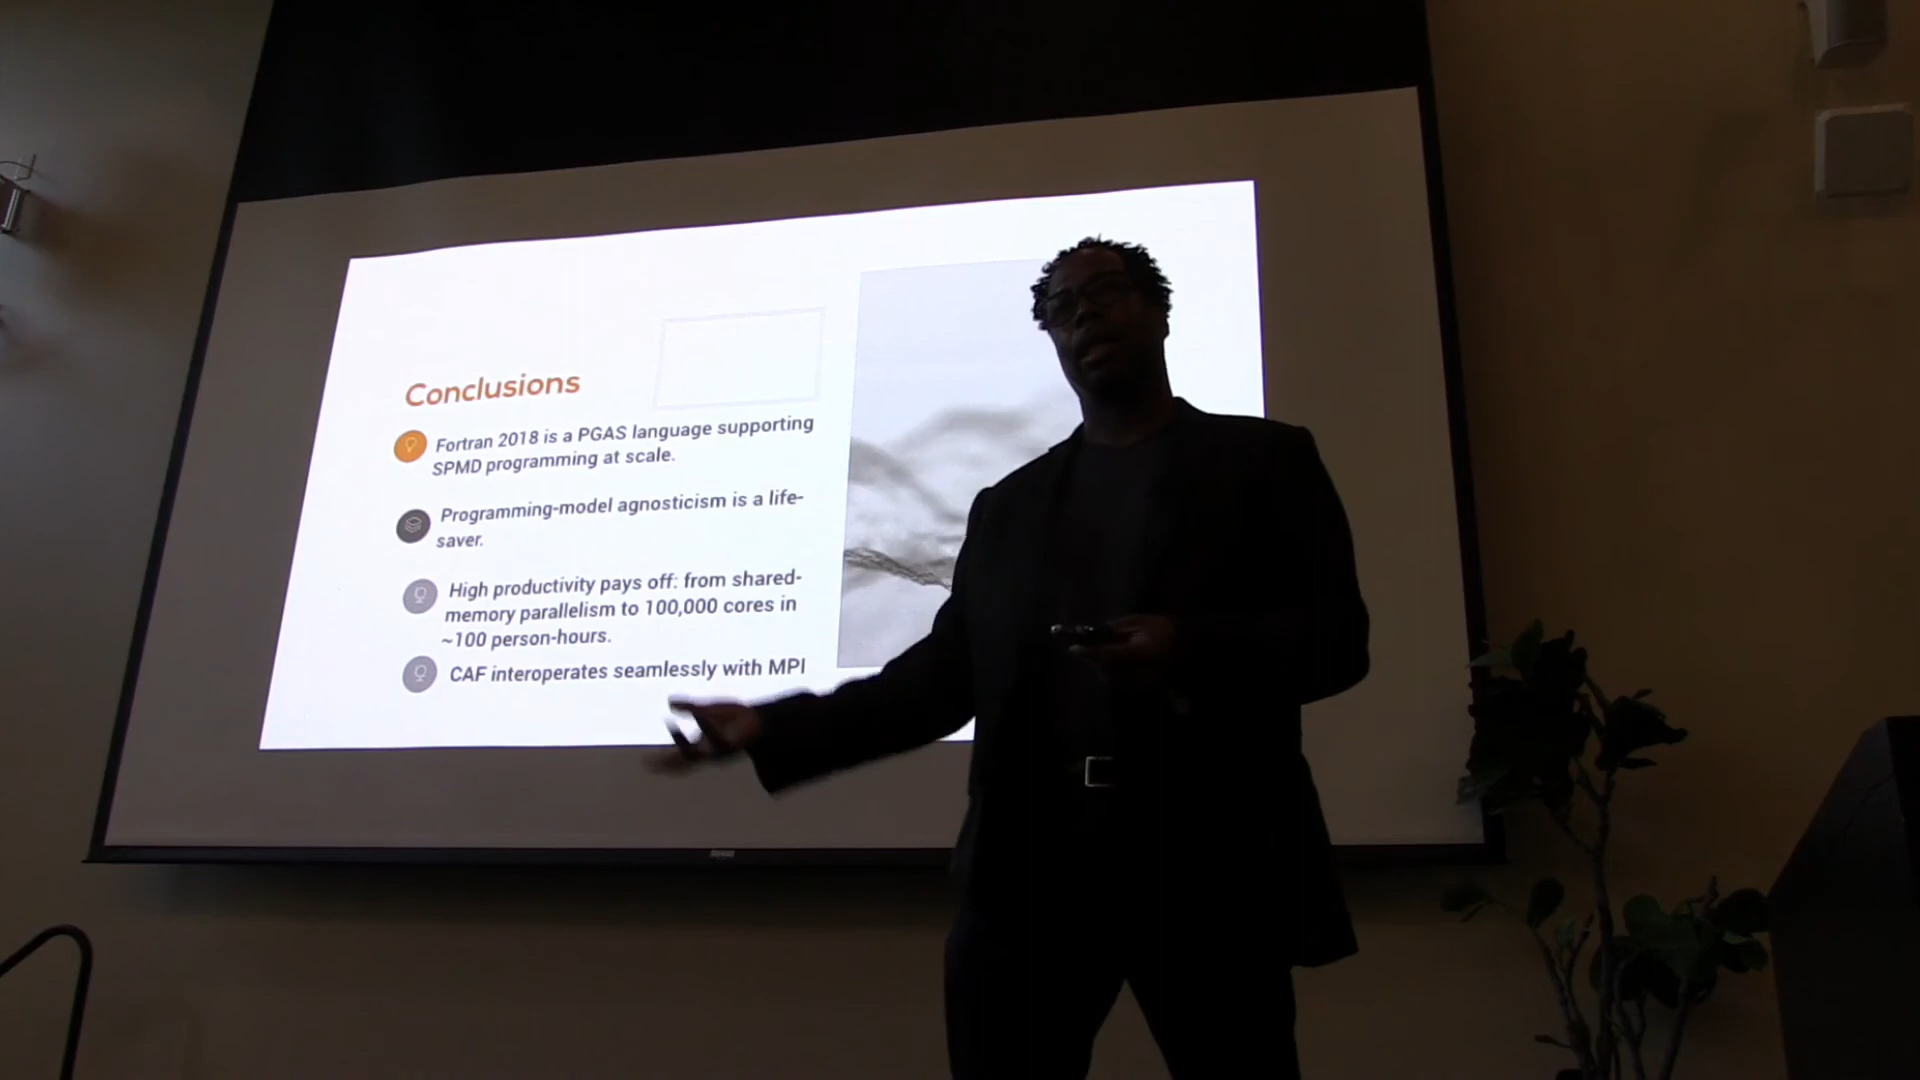 Conclusions
Fortran 2018 is a PGAS language supporting
SPMD programming at scale.
Programming-model agnosticism is a life-
saver.
High productivity pays off: from shared-
memory parallelism to 100,000 cores in
~100 person-hours.
CAF interoperates seamlessly with MPI